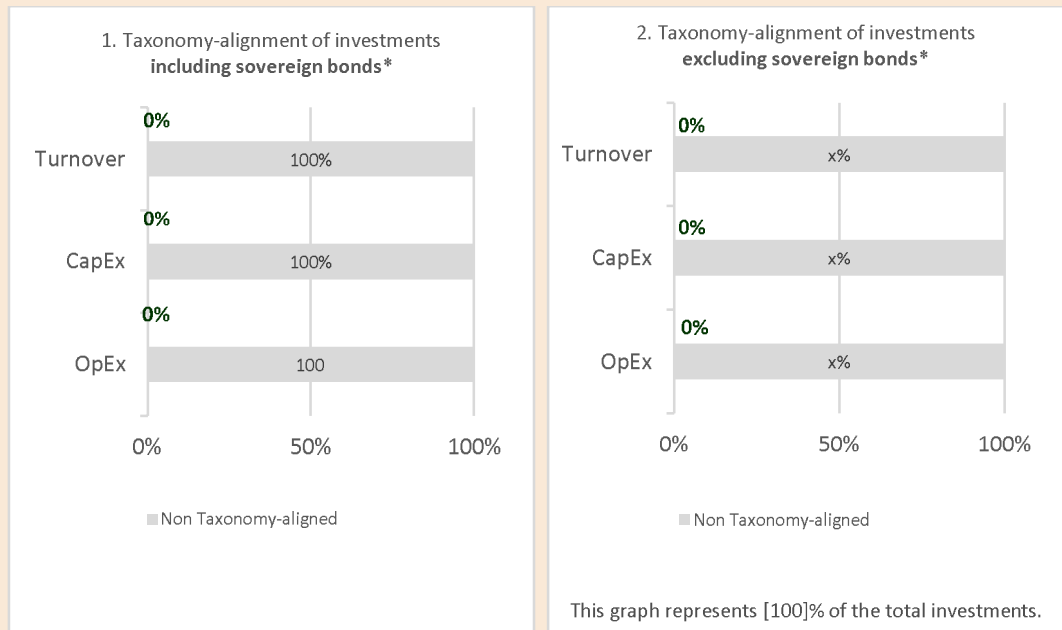 1. Taxonomy-alignment of investments
including sovereign bonds*
0%
Turnover
100%
0%
CapEx
100%
0%
OpEx
100
0%
50%
100%
Non Taxonomy-aligned
2. Taxonomy-alignment of investments
excluding sovereign bonds*
0%
Turnover
x%
0%
CapEx
x%
0%
OpEx
x%
0%
50%
100%
Non Taxonomy-aligned
This graph represents [100]% of the total investments.